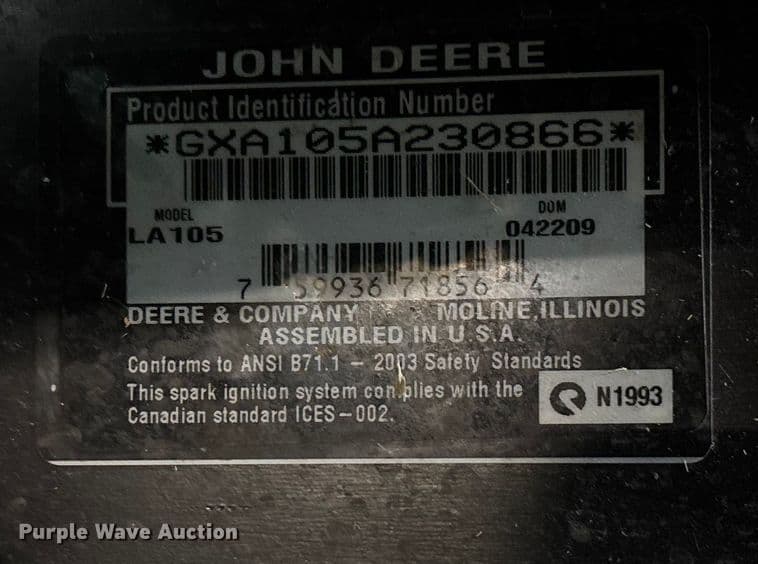 JOHN DEERE
Product Identification Number
*GXA105A230866*
MODEL
LA105
DOM
042209
7 59936 71856 4
DEERE & COMPANY MOLINE, ILLINOIS
ASSEMBLED IN U.S.A.
Conforms to ANSI B71.1 - 2003 Safety Standards
This spark ignition system complies with the
Canadian standard ICES-002.
N1993
Purple Wave Auction